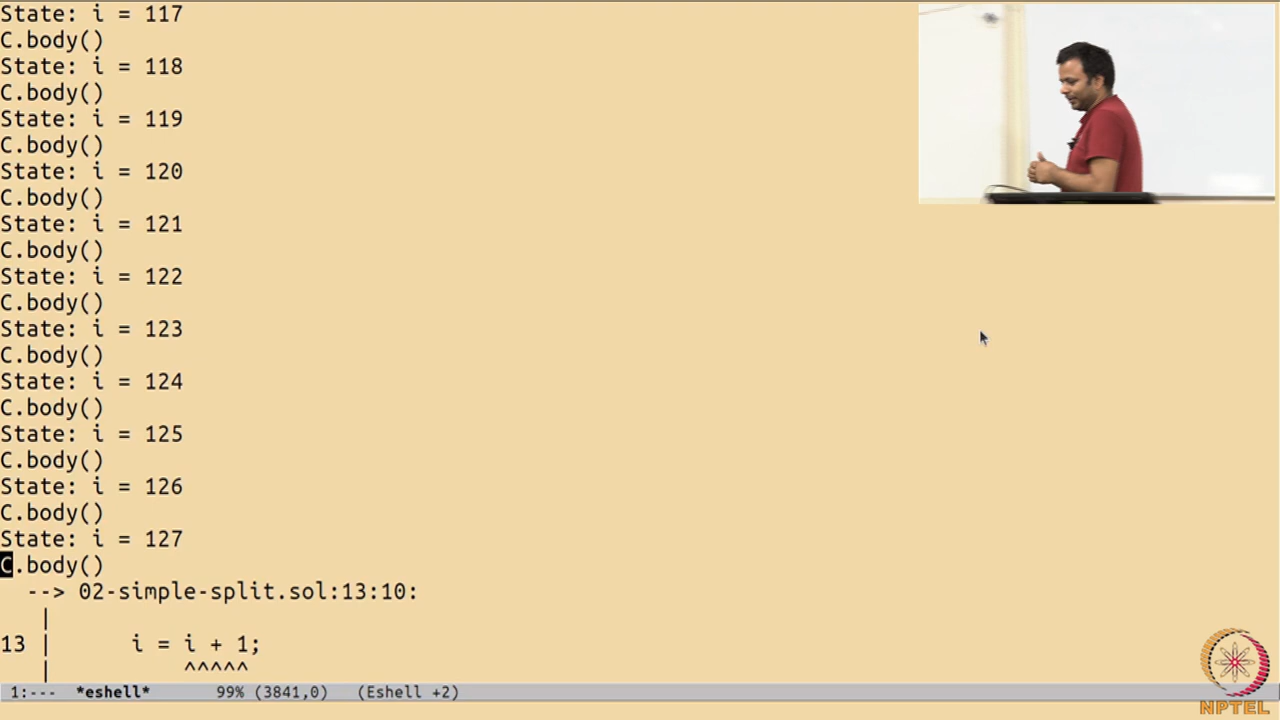 State: i = 117
C.body()
State: i = 118
C.body()
State: i = 119
C.body()
State: i = 120
C.body()
State: i = 121
C.body()
State: i = 122
C.body()
State: i = 123
C.body()
State: i = 124
C.body()
State: i = 125
C.body()
State: i = 126
C.body()
State: i = 127
C.body()
--> 02-simple-split.sol:13:10:
|
13 | i = i + 1;
| ^^^^^
1:--- *eshell* 99% (3841,0) (Eshell +2)
NPTEL